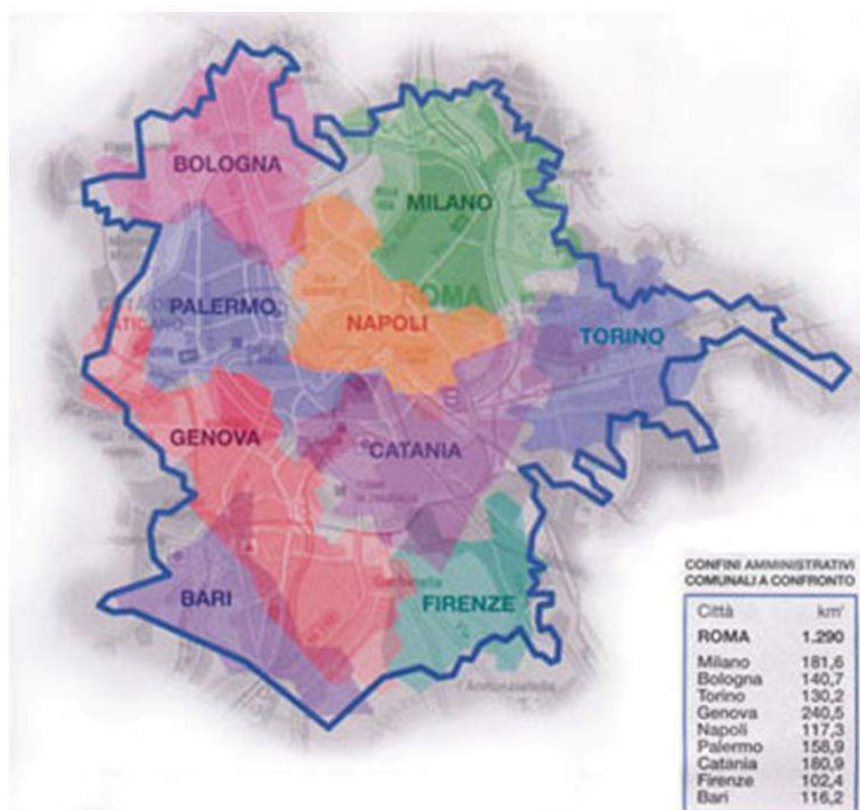 BOLOGNA
MILANO
PALERMO
ROMA
NAPOLI
TORINO
VATICANO
GENOVA
CATANIA
BARI
FIRENZE
CONFINI AMMINISTRATIVI
COMUNALI A CONFRONTO
Città km²
ROMA 1.290
Milano 181,6
Bologna 140,7
Torino 130,2
Genova 240,5
Napoli 117,3
Palermo 158,9
Catania 180,9
Firenze 102,4
Bari 116,2